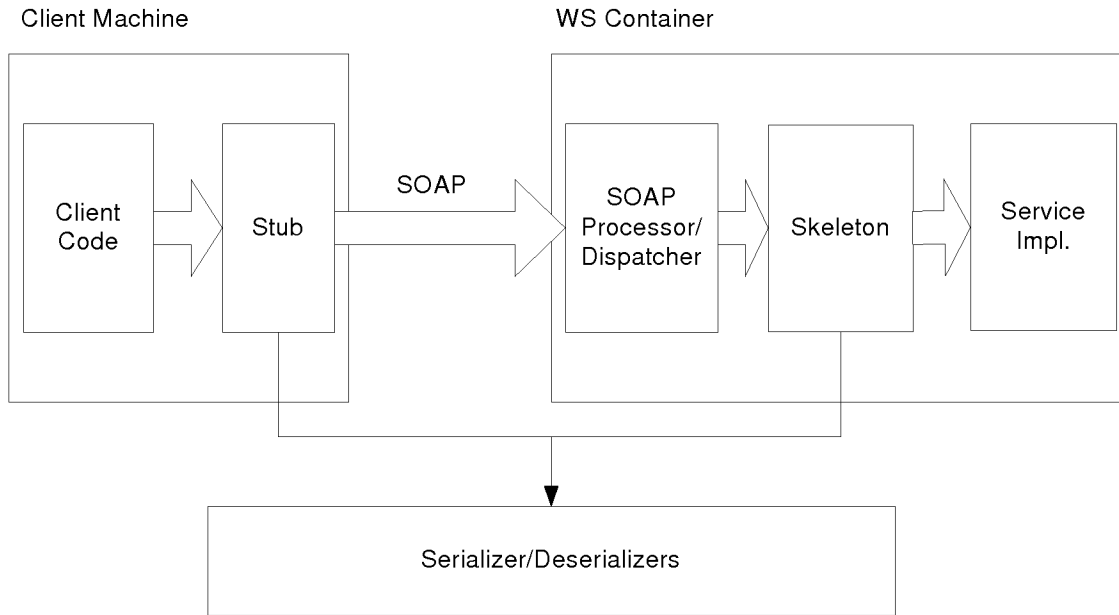 Client Machine
WS Container
Client
Code
Stub
SOAP
SOAP
Processor/
Dispatcher
Skeleton
Service
Impl.
Serializer/Deserializers